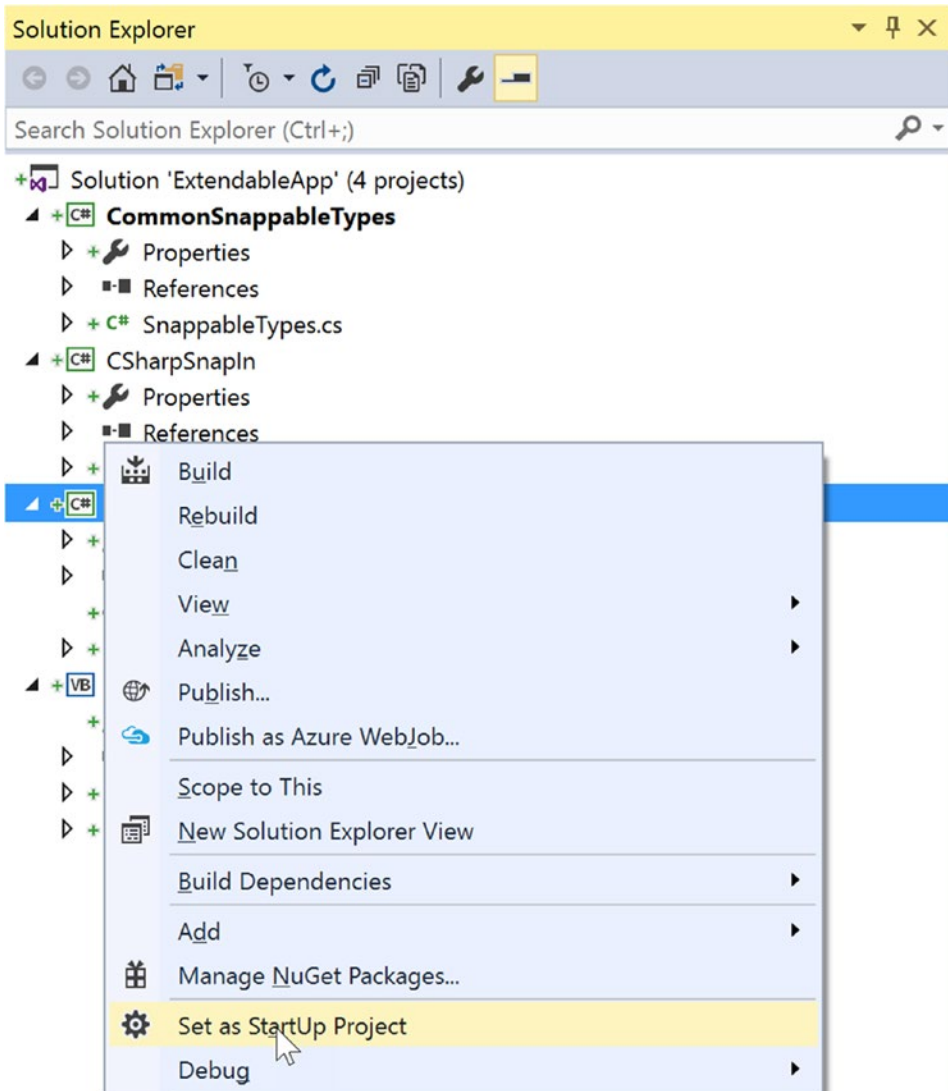 Solution Explorer
Search Solution Explorer (Ctrl+;)
Solution 'ExtendableApp' (4 projects)
C# CommonSnappableTypes
Properties
References
C# SnappableTypes.cs
C# CSharpSnapIn
Properties
References
Build
C#
Rebuild
Clean
View
Analyze
VB
Publish...
Publish as Azure WebJob...
Scope to This
New Solution Explorer View
Build Dependencies
Add
Manage NuGet Packages...
Set as StartUp Project
Debug